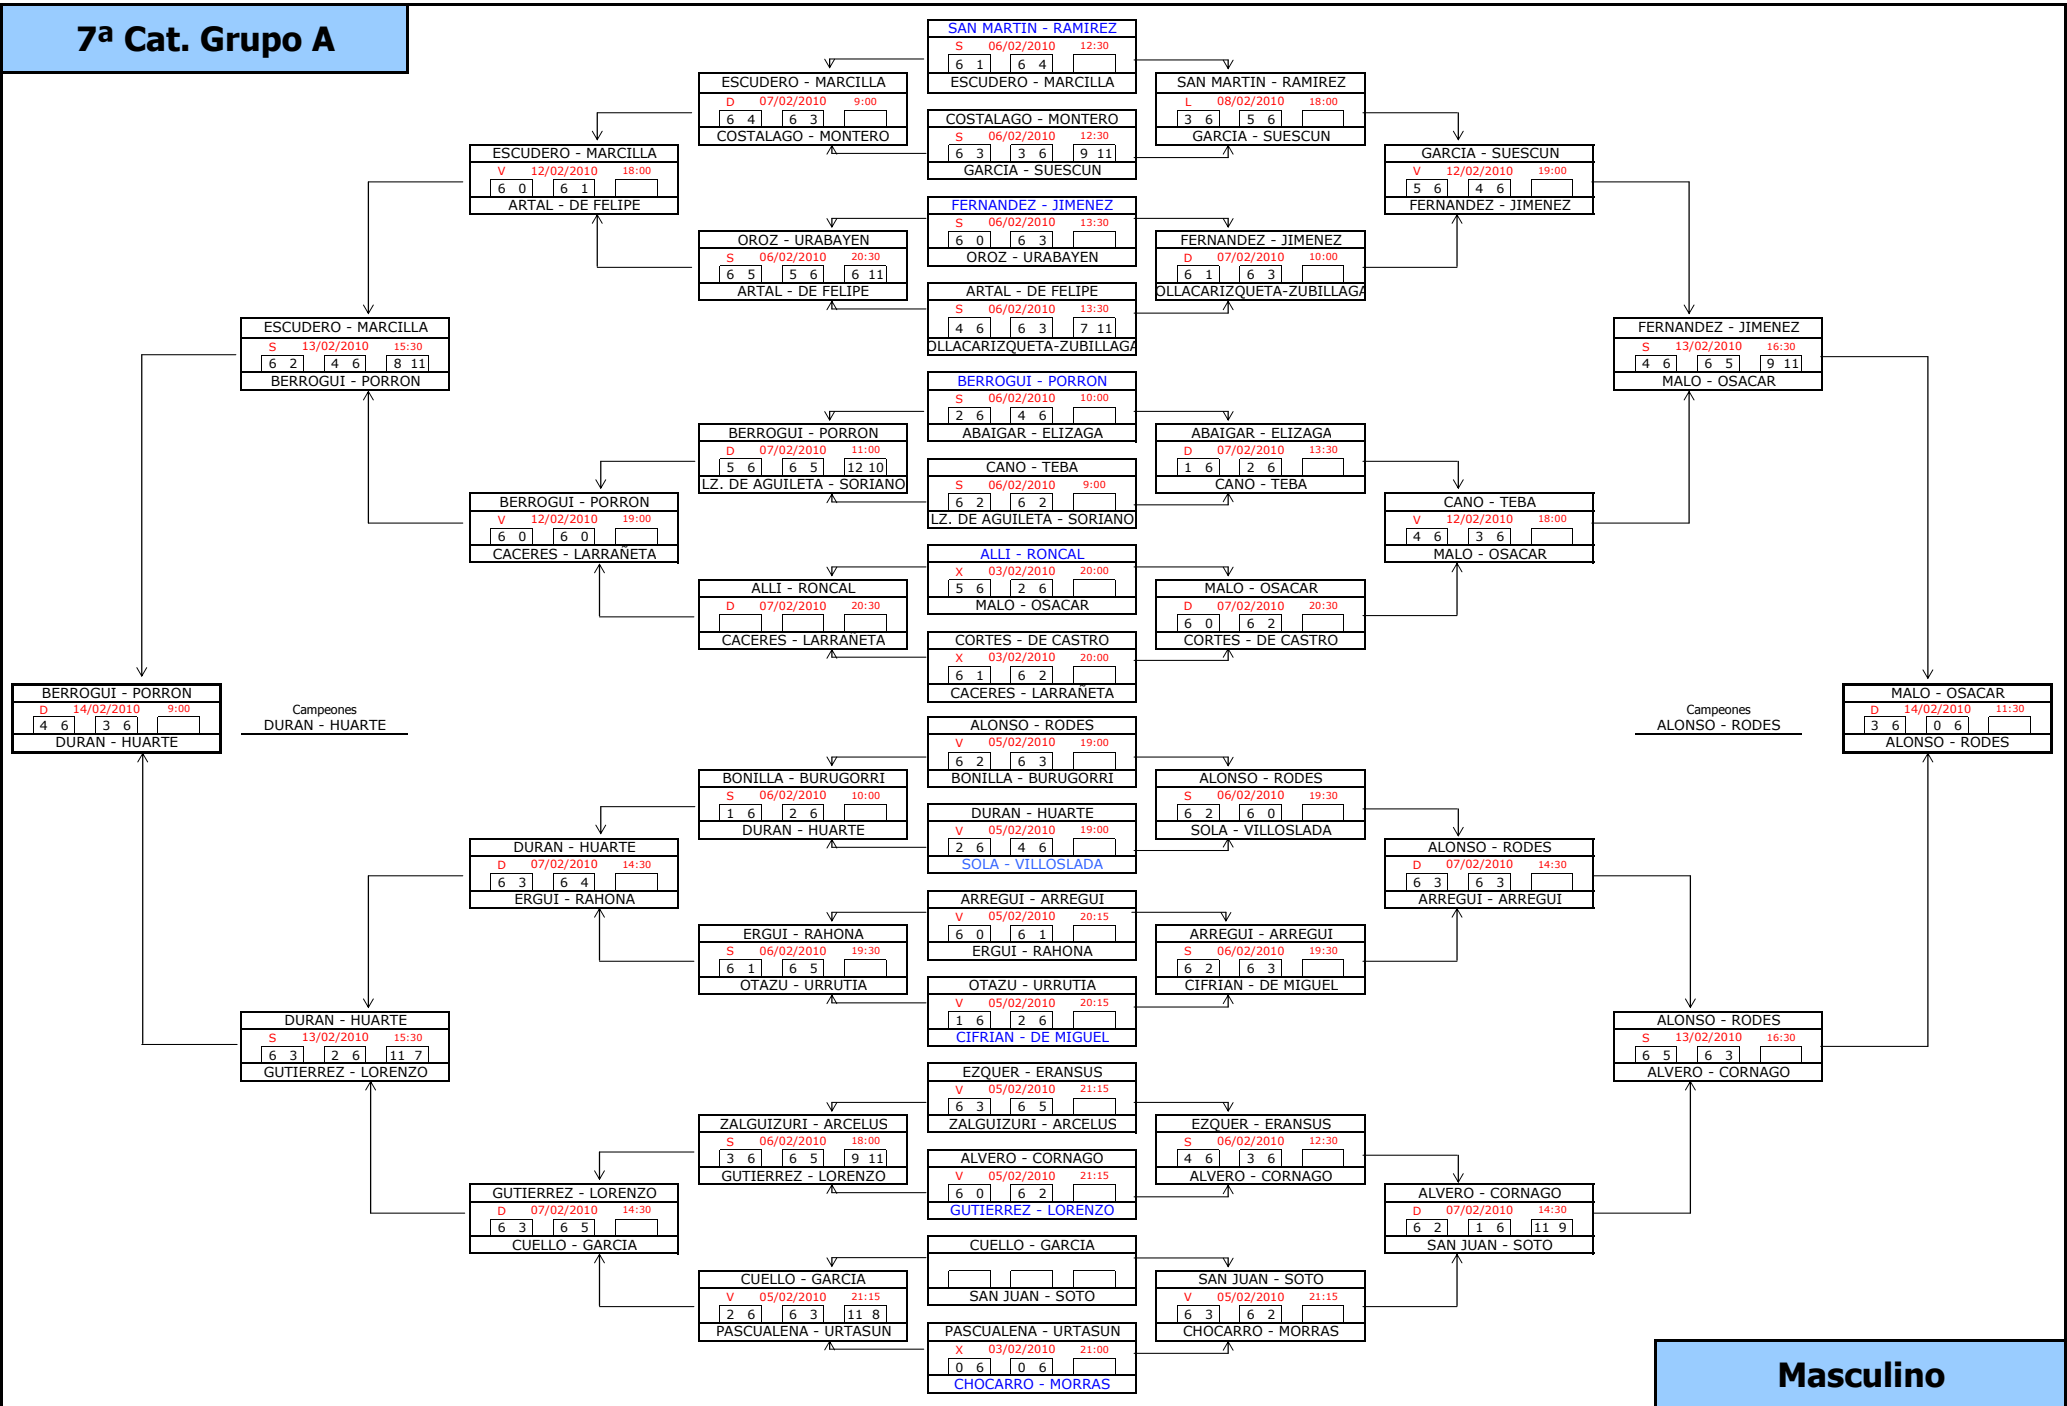 7ª Cat. Grupo A
SAN MARTIN - RAMIREZ
S 06/02/2010 12:30
6 1 6 4
ESCUDERO - MARCILLA
COSTALAGO - MONTERO
S 06/02/2010 12:30
6 3 3 6 9 11
GARCIA - SUESCUN
FERNANDEZ - JIMENEZ
S 06/02/2010 13:30
6 0 6 3
OROZ - URABAYEN
ARTAL - DE FELIPE
S 06/02/2010 13:30
4 6 6 3 7 11
OLLACARIZQUETA-ZUBILLAGA
BERROGUI - PORRON
S 06/02/2010 10:00
2 6 4 6
ABAIGAR - ELIZAGA
CANO - TEBA
S 06/02/2010 9:00
6 2 6 2
LZ. DE AGUILETA - SORIANO
ALLI - RONCAL
X 03/02/2010 20:00
5 6 2 6
MALO - OSACAR
CORTES - DE CASTRO
X 03/02/2010 20:00
6 1 6 2
CACERES - LARRAÑETA
ALONSO - RODES
V 05/02/2010 19:00
6 2 6 3
BONILLA - BURUGORRI
DURAN - HUARTE
V 05/02/2010 19:00
2 6 4 6
SOLA - VILLOSLADA
ARREGUI - ARREGUI
V 05/02/2010 20:15
6 0 6 1
ERGUI - RAHONA
OTAZU - URRUTIA
V 05/02/2010 20:15
1 6 2 6
CIFRIAN - DE MIGUEL
EZQUER - ERANSUS
V 05/02/2010 21:15
6 3 6 5
ZALGUIZURI - ARCELUS
ALVERO - CORNAGO
V 05/02/2010 21:15
6 0 6 2
GUTIERREZ - LORENZO
CUELLO - GARCIA
SAN JUAN - SOTO
PASCUALENA - URTASUN
X 03/02/2010 21:00
0 6 0 6
CHOCARRO - MORRAS
ESCUDERO - MARCILLA
D 07/02/2010 9:00
6 4 6 3
COSTALAGO - MONTERO
OROZ - URABAYEN
S 06/02/2010 20:30
6 5 5 6 6 11
ARTAL - DE FELIPE
BERROGUI - PORRON
D 07/02/2010 11:00
5 6 6 5 12 10
LZ. DE AGUILETA - SORIANO
ALLI - RONCAL
D 07/02/2010 20:30
CACERES - LARRAÑETA
BONILLA - BURUGORRI
S 06/02/2010 10:00
1 6 2 6
DURAN - HUARTE
ERGUI - RAHONA
S 06/02/2010 19:30
6 1 6 5
OTAZU - URRUTIA
ZALGUIZURI - ARCELUS
S 06/02/2010 18:00
3 6 6 5 9 11
GUTIERREZ - LORENZO
CUELLO - GARCIA
V 05/02/2010 21:15
2 6 6 3 11 8
PASCUALENA - URTASUN
ESCUDERO - MARCILLA
V 12/02/2010 18:00
6 0 6 1
ARTAL - DE FELIPE
BERROGUI - PORRON
V 12/02/2010 19:00
6 0 6 0
CACERES - LARRAÑETA
DURAN - HUARTE
D 07/02/2010 14:30
6 3 6 4
ERGUI - RAHONA
GUTIERREZ - LORENZO
D 07/02/2010 14:30
6 3 6 5
CUELLO - GARCIA
ESCUDERO - MARCILLA
S 13/02/2010 15:30
6 2 4 6 8 11
BERROGUI - PORRON
DURAN - HUARTE
S 13/02/2010 15:30
6 3 2 6 11 7
GUTIERREZ - LORENZO
BERROGUI - PORRON
D 14/02/2010 9:00
4 6 3 6
DURAN - HUARTE
Campeones
DURAN - HUARTE
SAN MARTIN - RAMIREZ
L 08/02/2010 18:00
3 6 5 6
GARCIA - SUESCUN
FERNANDEZ - JIMENEZ
D 07/02/2010 10:00
6 1 6 3
OLLACARIZQUETA-ZUBILLAGA
ABAIGAR - ELIZAGA
D 07/02/2010 13:30
1 6 2 6
CANO - TEBA
MALO - OSACAR
D 07/02/2010 20:30
6 0 6 2
CORTES - DE CASTRO
ALONSO - RODES
S 06/02/2010 19:30
6 2 6 0
SOLA - VILLOSLADA
ARREGUI - ARREGUI
S 06/02/2010 19:30
6 2 6 3
CIFRIAN - DE MIGUEL
EZQUER - ERANSUS
S 06/02/2010 12:30
4 6 3 6
ALVERO - CORNAGO
SAN JUAN - SOTO
V 05/02/2010 21:15
6 3 6 2
CHOCARRO - MORRAS
GARCIA - SUESCUN
V 12/02/2010 19:00
5 6 4 6
FERNANDEZ - JIMENEZ
CANO - TEBA
V 12/02/2010 18:00
4 6 3 6
MALO - OSACAR
ALONSO - RODES
D 07/02/2010 14:30
6 3 6 3
ARREGUI - ARREGUI
ALVERO - CORNAGO
D 07/02/2010 14:30
6 2 1 6 11 9
SAN JUAN - SOTO
FERNANDEZ - JIMENEZ
S 13/02/2010 16:30
4 6 6 5 9 11
MALO - OSACAR
ALONSO - RODES
S 13/02/2010 16:30
6 5 6 3
ALVERO - CORNAGO
Campeones
ALONSO - RODES
MALO - OSACAR
D 14/02/2010 11:30
3 6 0 6
ALONSO - RODES
Masculino